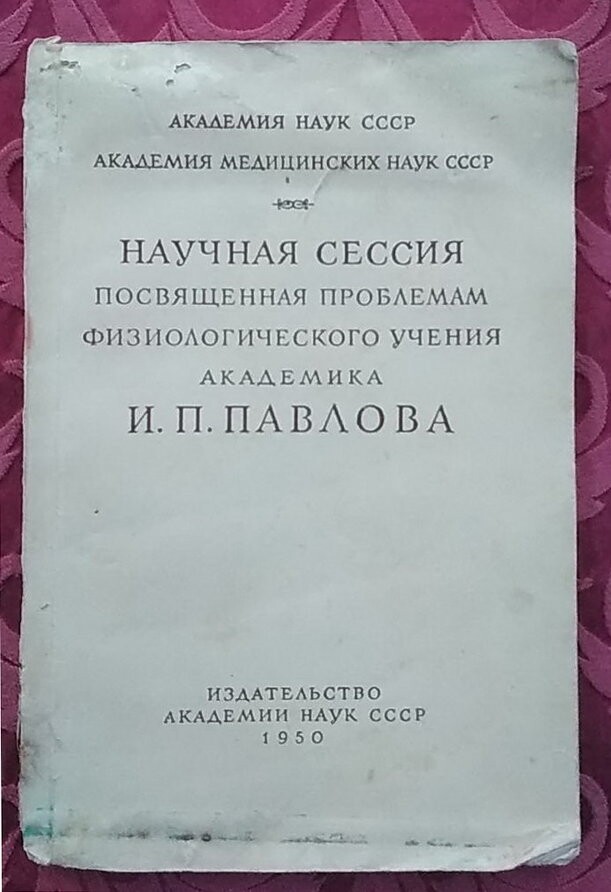 АКАДЕМИЯ НАУК СССР
АКАДЕМИЯ МЕДИЦИНСКИХ НАУК СССР
НАУЧНАЯ СЕССИЯ
ПОСВЯЩЕННАЯ ПРОБЛЕМАМ
ФИЗИОЛОГИЧЕСКОГО УЧЕНИЯ
АКАДЕМИКА
И. П. ПАВЛОВА
ИЗДАТЕЛЬСТВО
АКАДЕМИИ НАУК СССР
1950